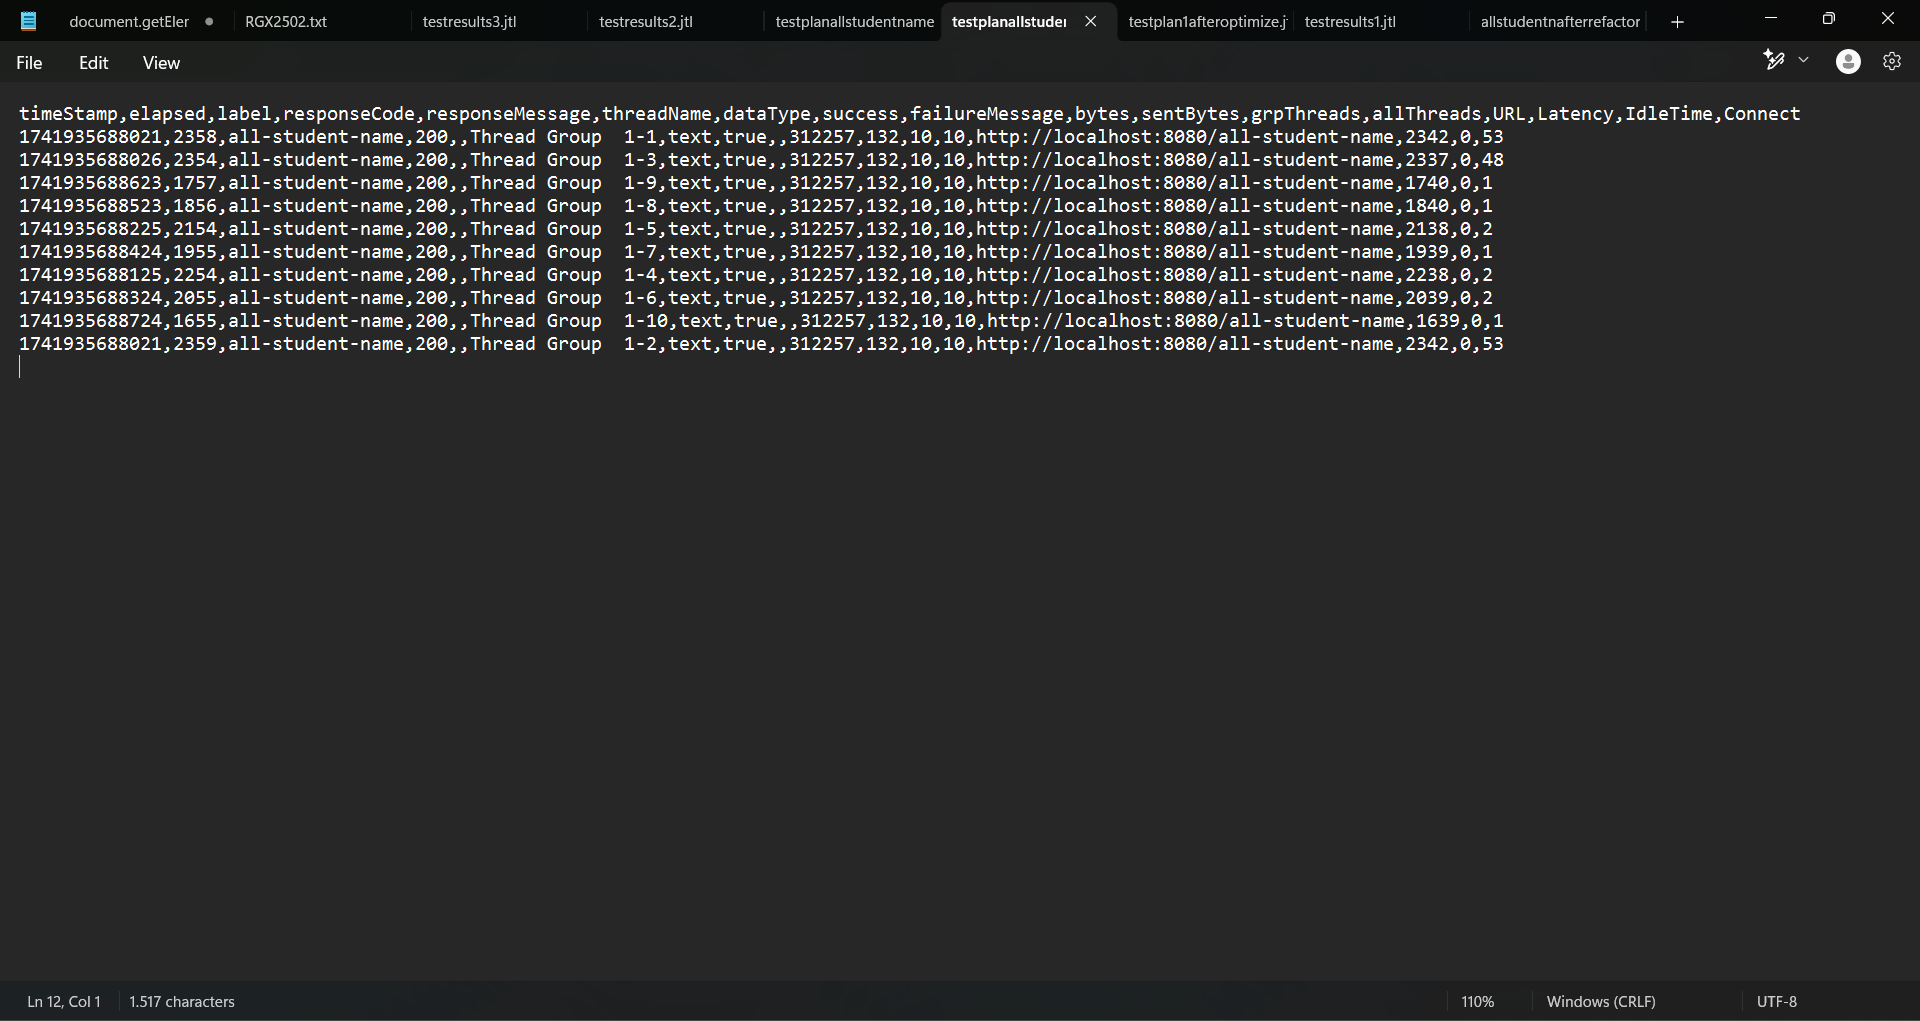 document.getEler
RGX2502.txt
testresults3.jtl
testresults2.jtl
testplanallstudentname
testplanallstuder
testplan1afteroptimize.j
testresults1.jtl
allstudentnafterrefactor
File Edit View
timeStamp,elapsed,label,responseCode,responseMessage,threadName,dataType,success,failureMessage,bytes,sentBytes,grpThreads,allThreads,URL,Latency,IdleTime,Connect
1741935688021,2358,all-student-name,200,,Thread Group  1-1,text,true,,312257,132,10,10,http://localhost:8080/all-student-name,2342,0,53
1741935688026,2354,all-student-name,200,,Thread Group  1-3,text,true,,312257,132,10,10,http://localhost:8080/all-student-name,2337,0,48
1741935688623,1757,all-student-name,200,,Thread Group  1-9,text,true,,312257,132,10,10,http://localhost:8080/all-student-name,1740,0,1
1741935688523,1856,all-student-name,200,,Thread Group  1-8,text,true,,312257,132,10,10,http://localhost:8080/all-student-name,1840,0,1
1741935688225,2154,all-student-name,200,,Thread Group  1-5,text,true,,312257,132,10,10,http://localhost:8080/all-student-name,2138,0,2
1741935688424,1955,all-student-name,200,,Thread Group  1-7,text,true,,312257,132,10,10,http://localhost:8080/all-student-name,1939,0,1
1741935688125,2254,all-student-name,200,,Thread Group  1-4,text,true,,312257,132,10,10,http://localhost:8080/all-student-name,2238,0,2
1741935688324,2055,all-student-name,200,,Thread Group  1-6,text,true,,312257,132,10,10,http://localhost:8080/all-student-name,2039,0,2
1741935688724,1655,all-student-name,200,,Thread Group  1-10,text,true,,312257,132,10,10,http://localhost:8080/all-student-name,1639,0,1
1741935688021,2359,all-student-name,200,,Thread Group  1-2,text,true,,312257,132,10,10,http://localhost:8080/all-student-name,2342,0,53
Ln 12, Col 1
1.517 characters
110%
Windows (CRLF)
UTF-8